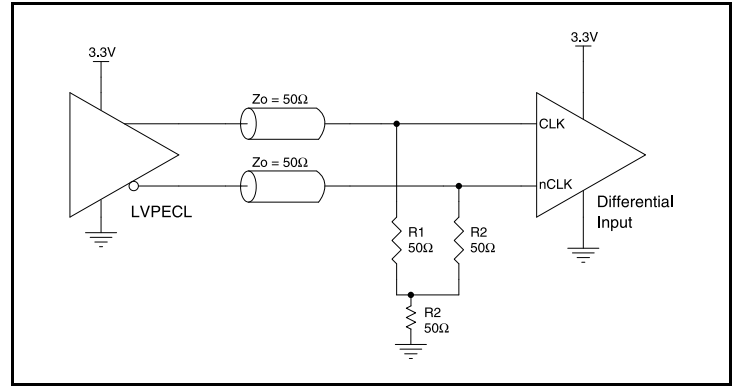 3.3V
3.3V
Zo = 50Ω
CLK
Zo = 50Ω
nCLK
LVPECL
Differential
Input
R1
50Ω
R2
50Ω
R2
50Ω